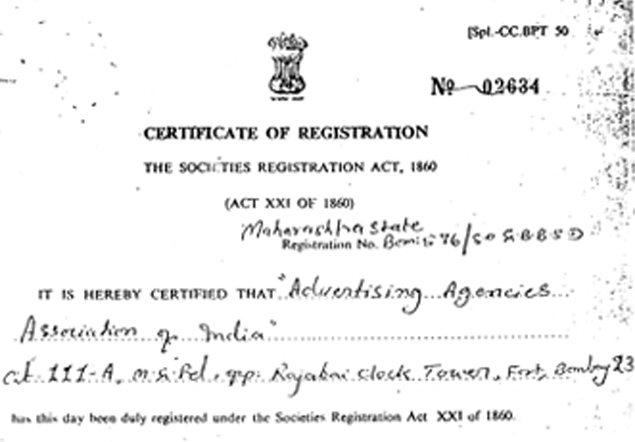 [Spl.-CC.BPT 50
No 02634
CERTIFICATE OF REGISTRATION
THE SOCIETIES REGISTRATION ACT, 1860
(ACT XXI OF 1860)
Maharashtra State
Registration No.
IT IS HEREBY CERTIFIED THAT "Advertising Agencies
Association of India"
111-A, opp. Rajabai Clock Tower, Fort, Bombay 23
has this day been duly registered under the Societies Registration Act XXI of 1860.